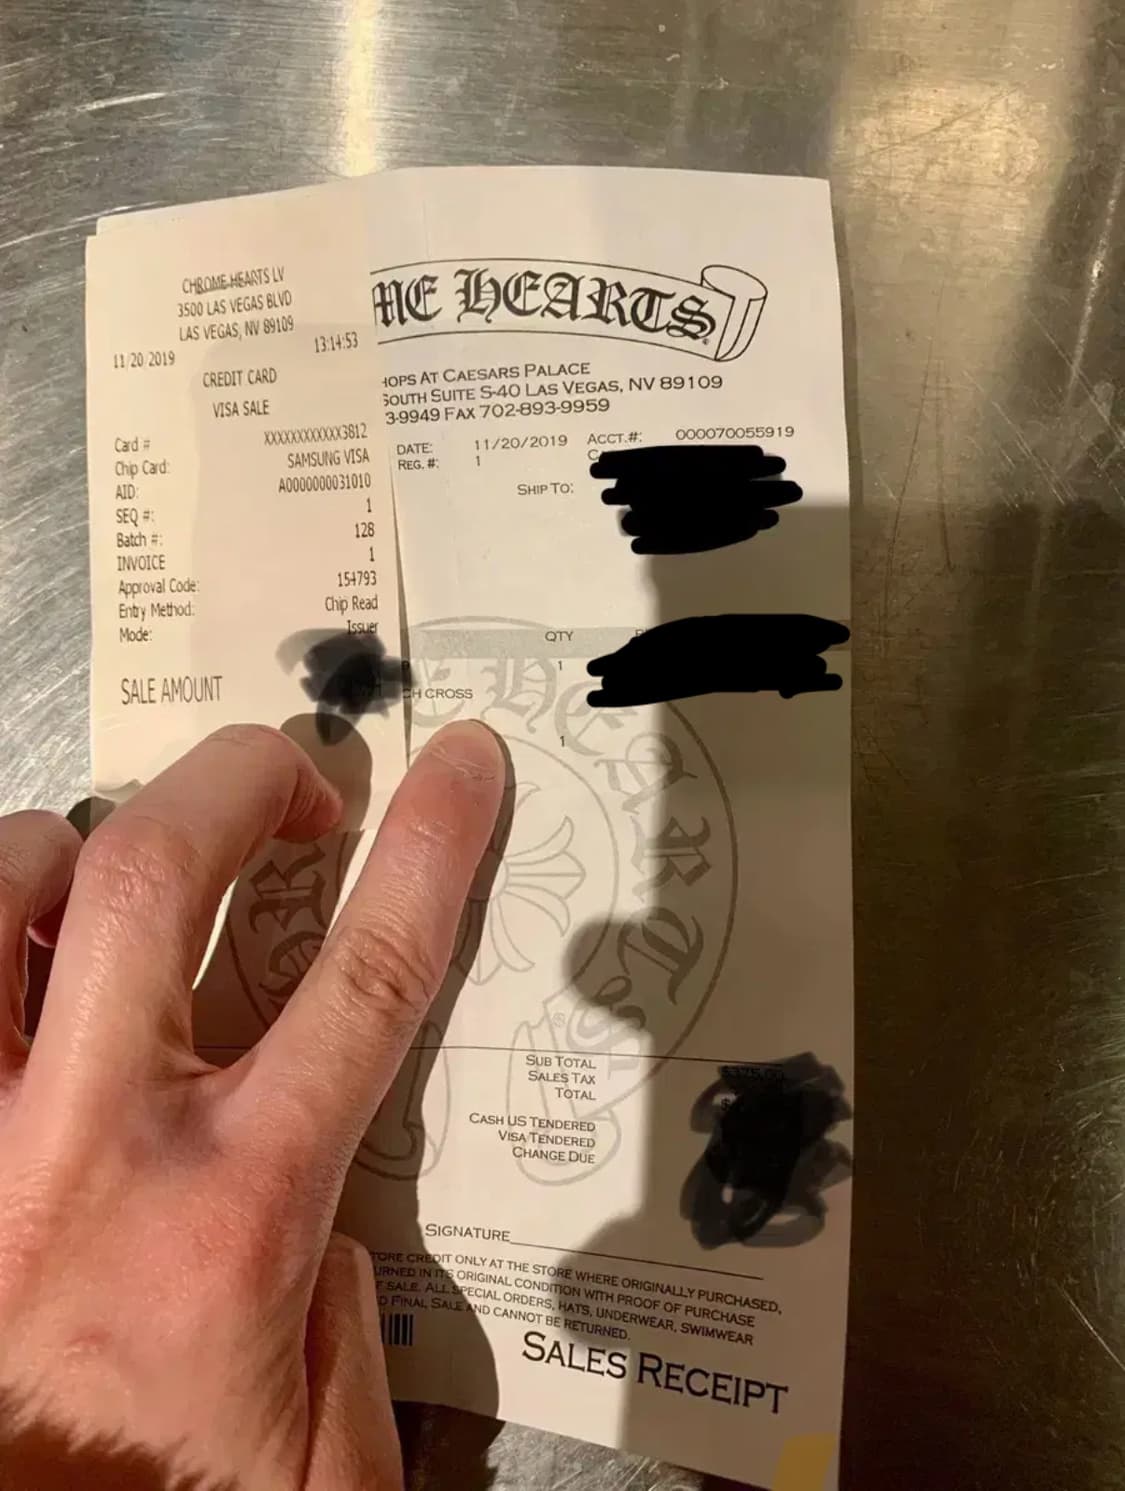 CHROME HEARTS LV
3500 LAS VEGAS BLVD
LAS VEGAS, NV 89109
11/20/2019 13:14:53
CREDIT CARD
VISA SALE
Card # XXXXXXXXXXXX3812
Chip Card: SAMSUNG VISA
AID: A0000000031010
SEQ #: 1
Batch #: 128
INVOICE 1
Approval Code: 154793
Entry Method: Chip Read
Mode: Issuer
SALE AMOUNT
ME HEARTS
HOPS AT CAESARS PALACE
SOUTH SUITE S-40 LAS VEGAS, NV 89109
3-9949 FAX 702-893-9959
DATE: 11/20/2019 ACCT.#: 000070055919
REG. #: 1
SHIP TO:
QTY
1
CH CROSS
1
HEARTS
SUB TOTAL $375.00
SALES TAX
TOTAL
CASH US TENDERED
VISA TENDERED
CHANGE DUE
SIGNATURE
TORE CREDIT ONLY AT THE STORE WHERE ORIGINALLY PURCHASED,
URNED IN ITS ORIGINAL CONDITION WITH PROOF OF PURCHASE
F SALE. ALL SPECIAL ORDERS, HATS, UNDERWEAR, SWIMWEAR
D FINAL SALE AND CANNOT BE RETURNED.
SALES RECEIPT